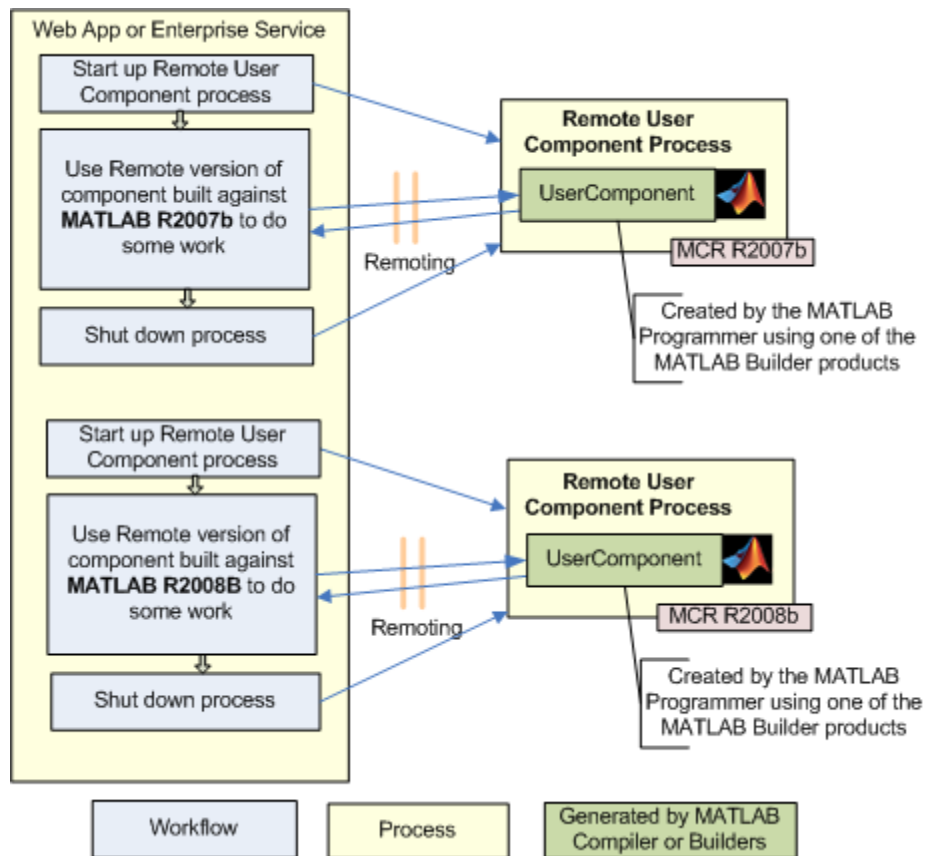 Web App or Enterprise Service
Start up Remote User
Component process
Use Remote version of
component built against
MATLAB R2007b to do
some work
Shut down process
Remoting
Remote User
Component Process
UserComponent
MCR R2007b
Created by the MATLAB
Programmer using one of the
MATLAB Builder products
Start up Remote User
Component process
Use Remote version of
component built against
MATLAB R2008B to do
some work
Shut down process
Remoting
Remote User
Component Process
UserComponent
MCR R2008b
Created by the MATLAB
Programmer using one of the
MATLAB Builder products
Workflow
Process
Generated by MATLAB
Compiler or Builders